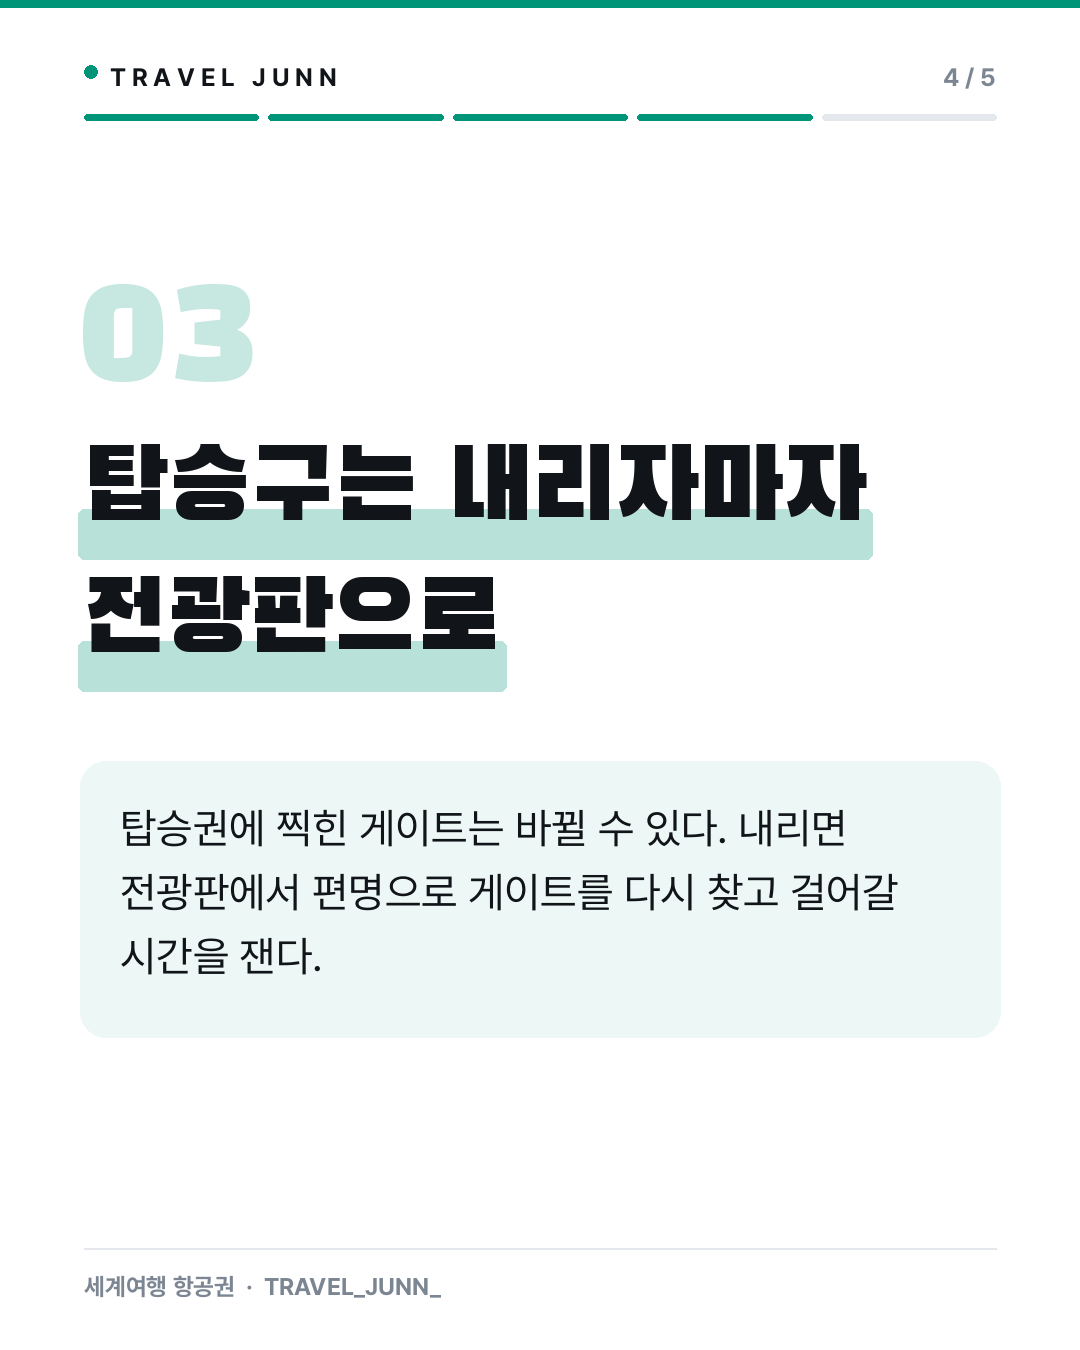 TRAVEL JUNN
4 / 5
03
탑승구는 내리자마자
전광판으로
탑승권에 찍힌 게이트는 바뀔 수 있다. 내리면
전광판에서 편명으로 게이트를 다시 찾고 걸어갈
시간을 잰다.
세계여행 항공권 · TRAVEL_JUNN_